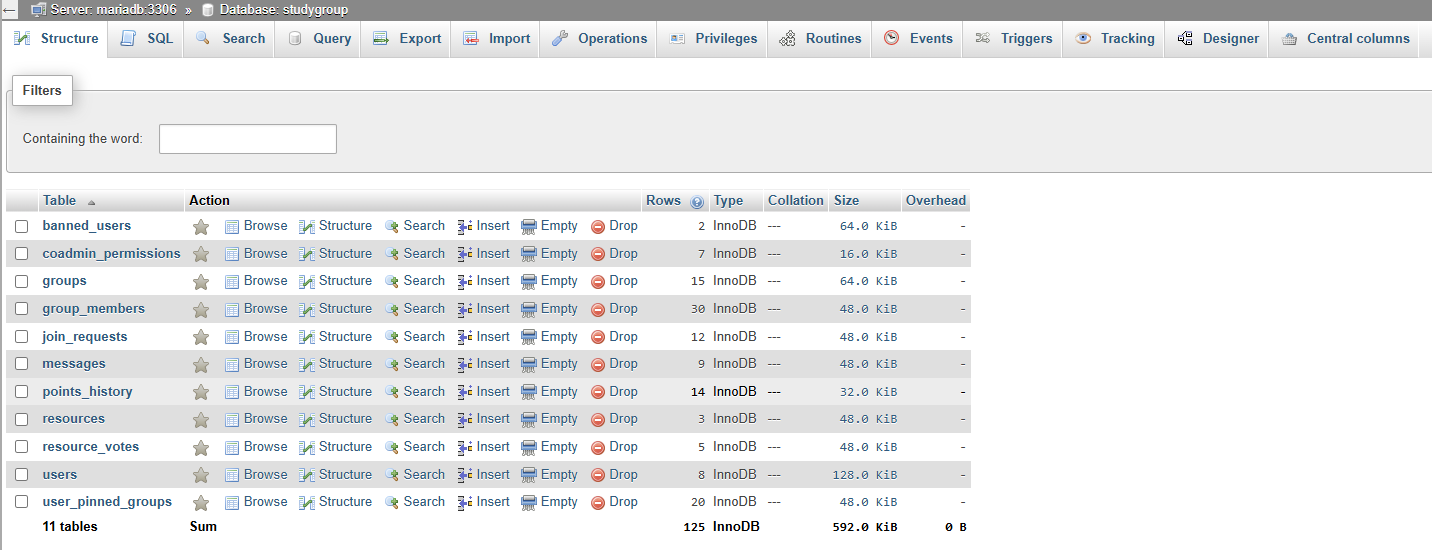 ← Server: mariadb:3306 » Database: studygroup
Structure SQL Search Query Export Import Operations Privileges Routines Events Triggers Tracking Designer Central columns
Filters
Containing the word:
Table Action Rows Type Collation Size Overhead
banned_users Browse Structure Search Insert Empty Drop 2 InnoDB --- 64.0 KiB -
coadmin_permissions Browse Structure Search Insert Empty Drop 7 InnoDB --- 16.0 KiB -
groups Browse Structure Search Insert Empty Drop 15 InnoDB --- 64.0 KiB -
group_members Browse Structure Search Insert Empty Drop 30 InnoDB --- 48.0 KiB -
join_requests Browse Structure Search Insert Empty Drop 12 InnoDB --- 48.0 KiB -
messages Browse Structure Search Insert Empty Drop 9 InnoDB --- 48.0 KiB -
points_history Browse Structure Search Insert Empty Drop 14 InnoDB --- 32.0 KiB -
resources Browse Structure Search Insert Empty Drop 3 InnoDB --- 48.0 KiB -
resource_votes Browse Structure Search Insert Empty Drop 5 InnoDB --- 48.0 KiB -
users Browse Structure Search Insert Empty Drop 8 InnoDB --- 128.0 KiB -
user_pinned_groups Browse Structure Search Insert Empty Drop 20 InnoDB --- 48.0 KiB -
11 tables Sum 125 InnoDB 592.0 KiB 0 B